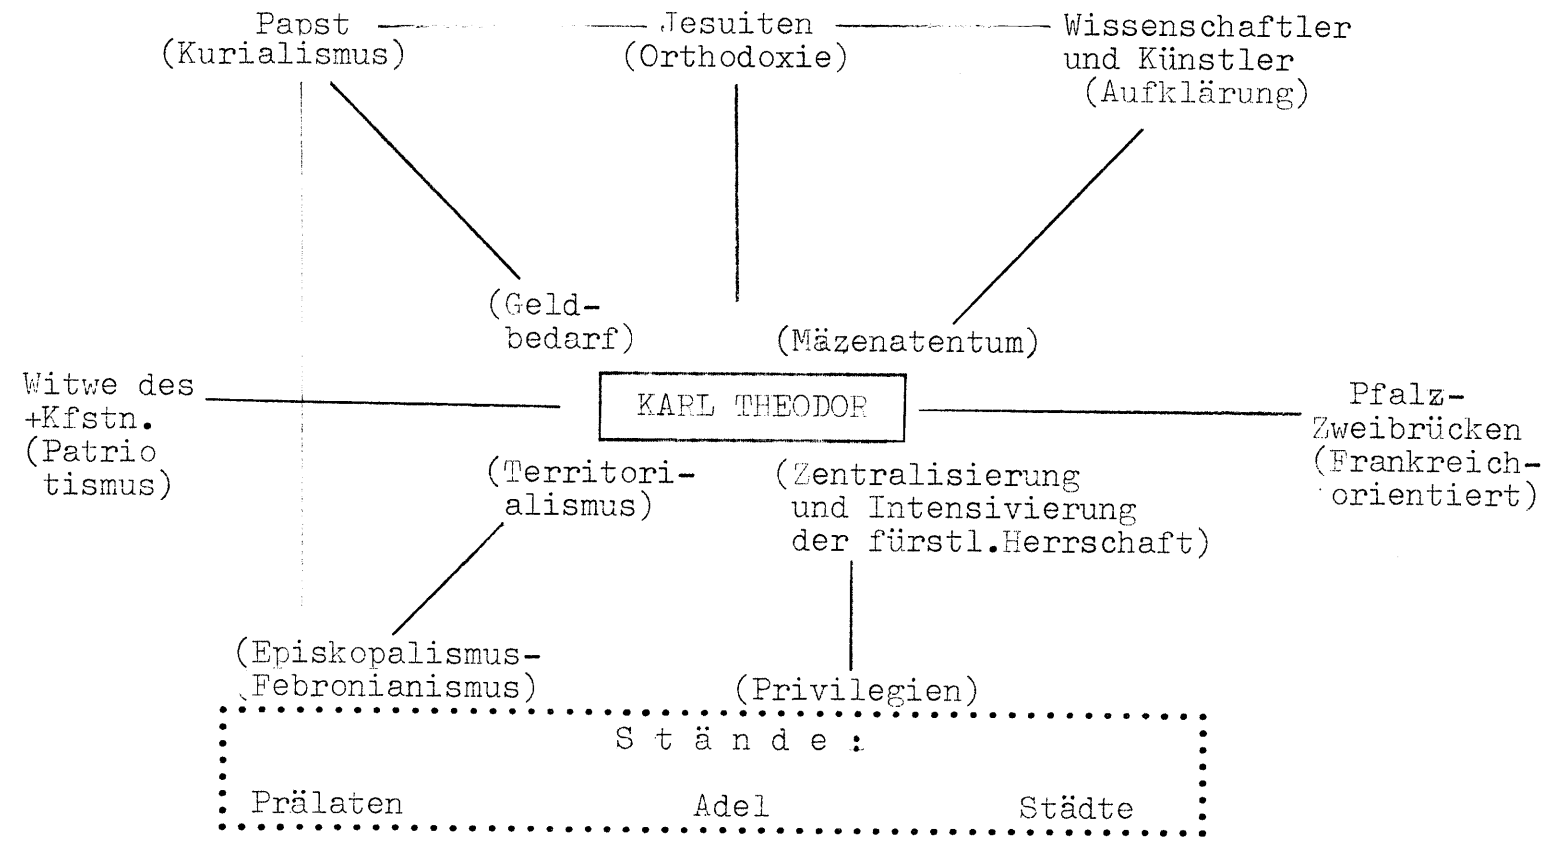 Papst
(Kurialismus)
Jesuiten
(Orthodoxie)
Wissenschaftler
und Künstler
(Aufklärung)
(Geld-
bedarf)
(Mäzenatentum)
Witwe des
+Kfstn.
(Patrio
tismus)
KARL THEODOR
Pfalz-
Zweibrücken
(Frankreich-
orientiert)
(Territori-
alismus)
(Zentralisierung
und Intensivierung
der fürstl.Herrschaft)
(Episkopalismus-
Febronianismus)
(Privilegien)
S t ä n d e :
Prälaten Adel Städte